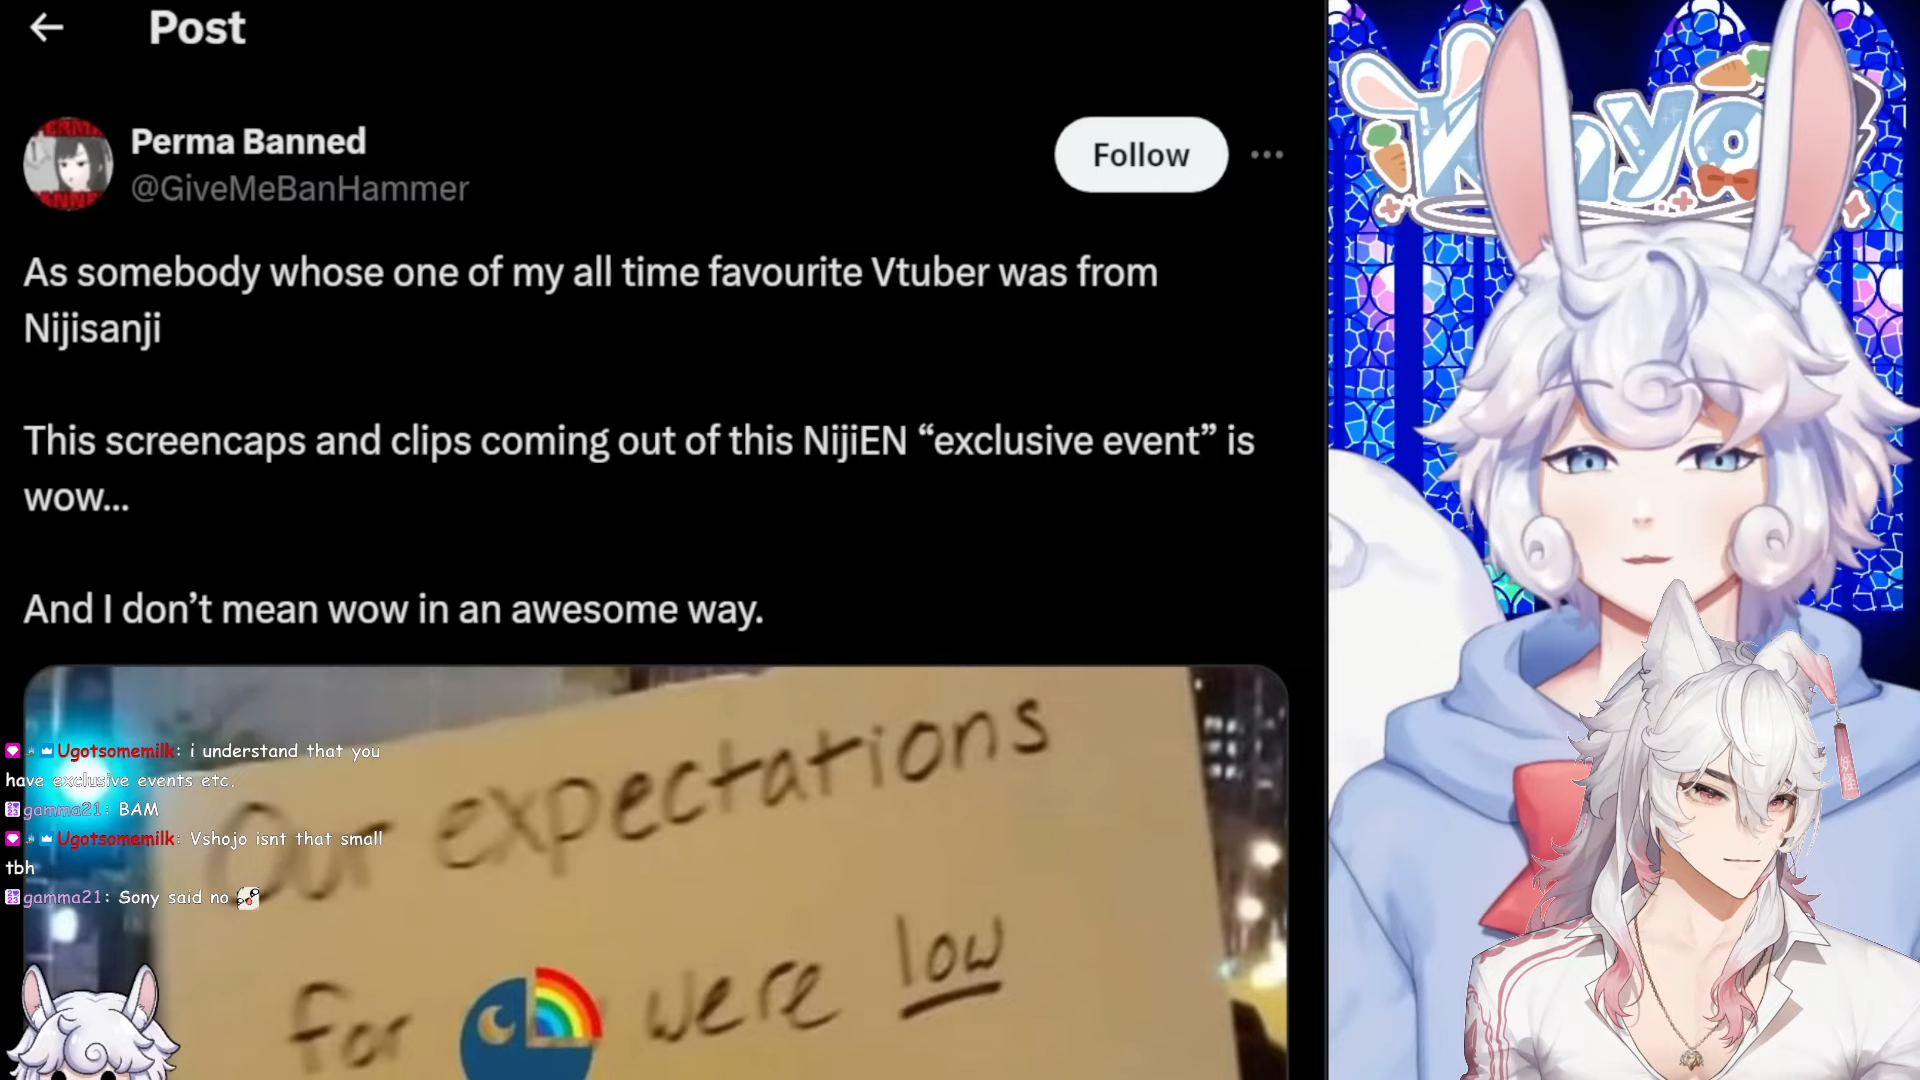 Post
Perma Banned
@GiveMeBanHammer
Follow
As somebody whose one of my all time favourite Vtuber was from
Nijisanji
This screencaps and clips coming out of this NijiEN “exclusive event” is
wow...
And I don’t mean wow in an awesome way.
Our expectations
for were low
Ugotsomemilk: i understand that you
have exclusive events etc.
gamma21: BAM
Ugotsomemilk: Vshojo isnt that small
tbh
gamma21: Sony said no